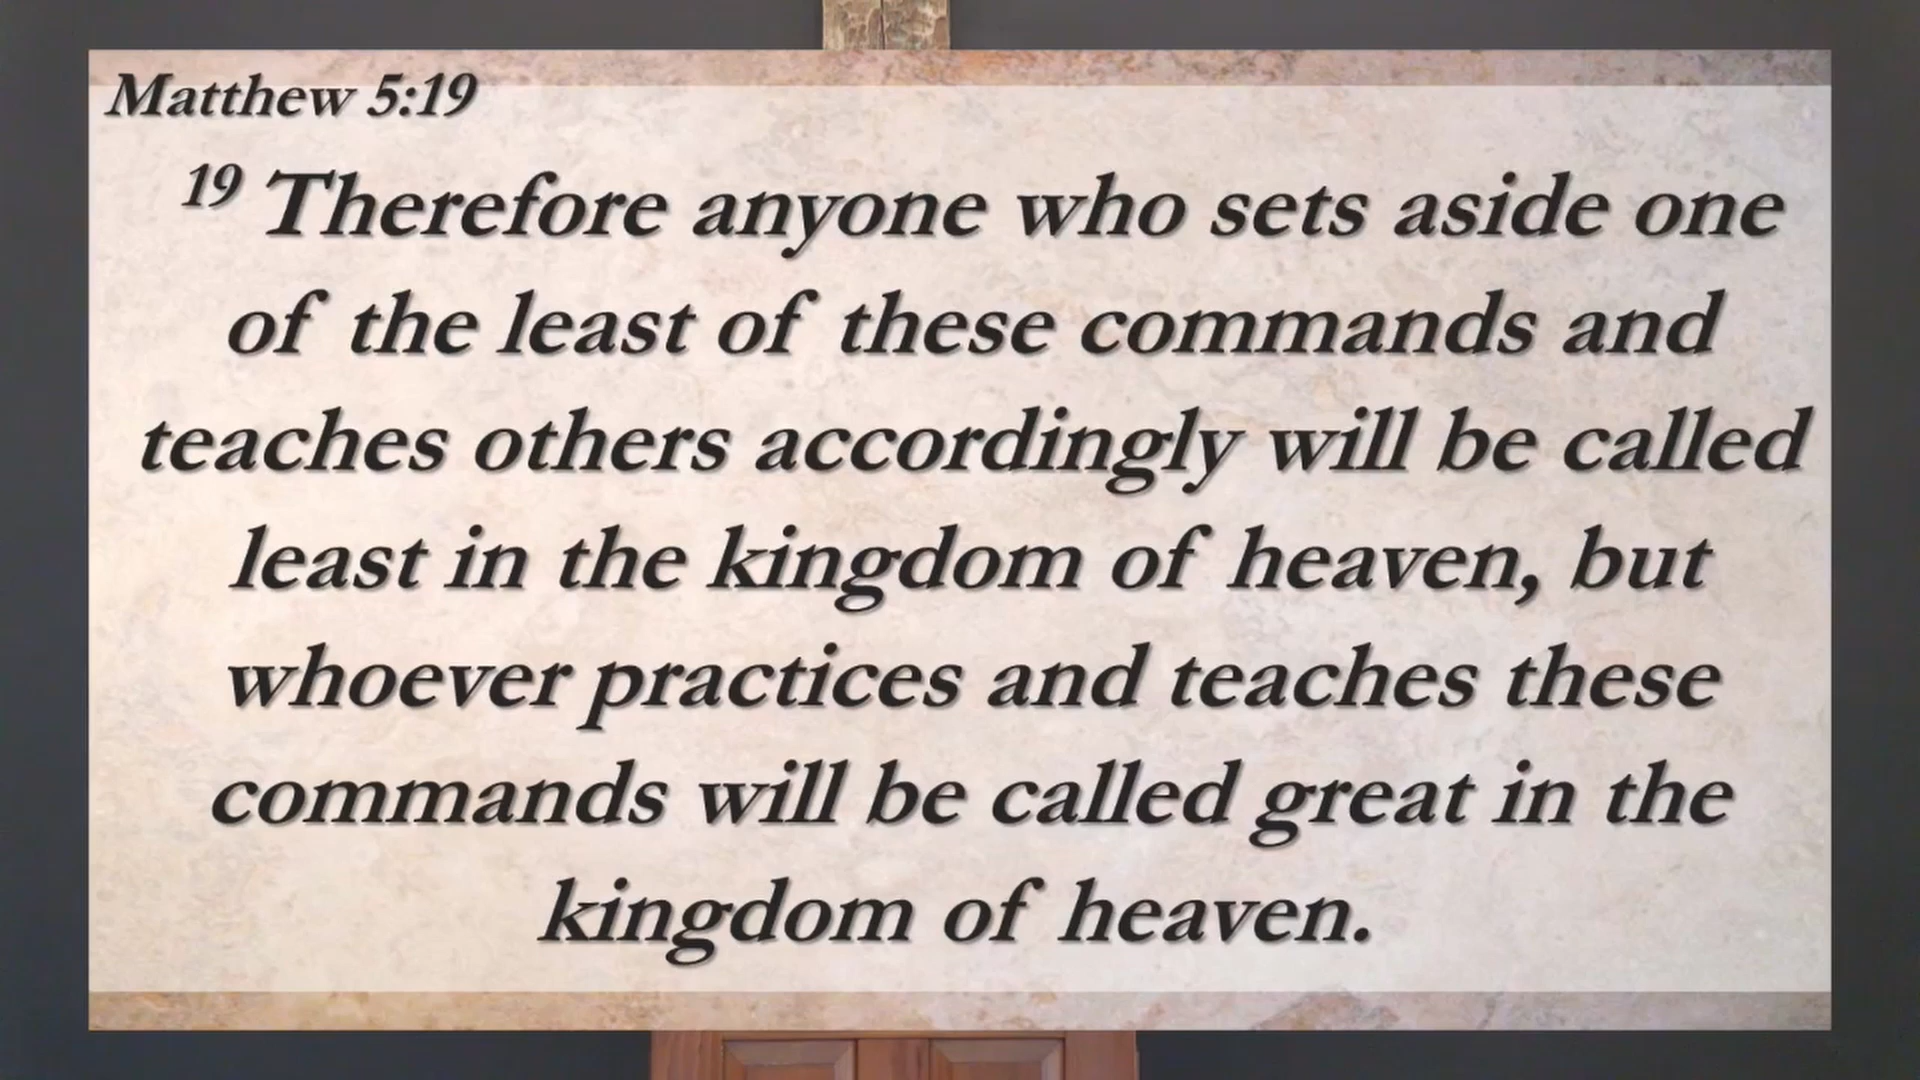 Matthew 5:19
19 Therefore anyone who sets aside one
of the least of these commands and
teaches others accordingly will be called
least in the kingdom of heaven, but
whoever practices and teaches these
commands will be called great in the
kingdom of heaven.